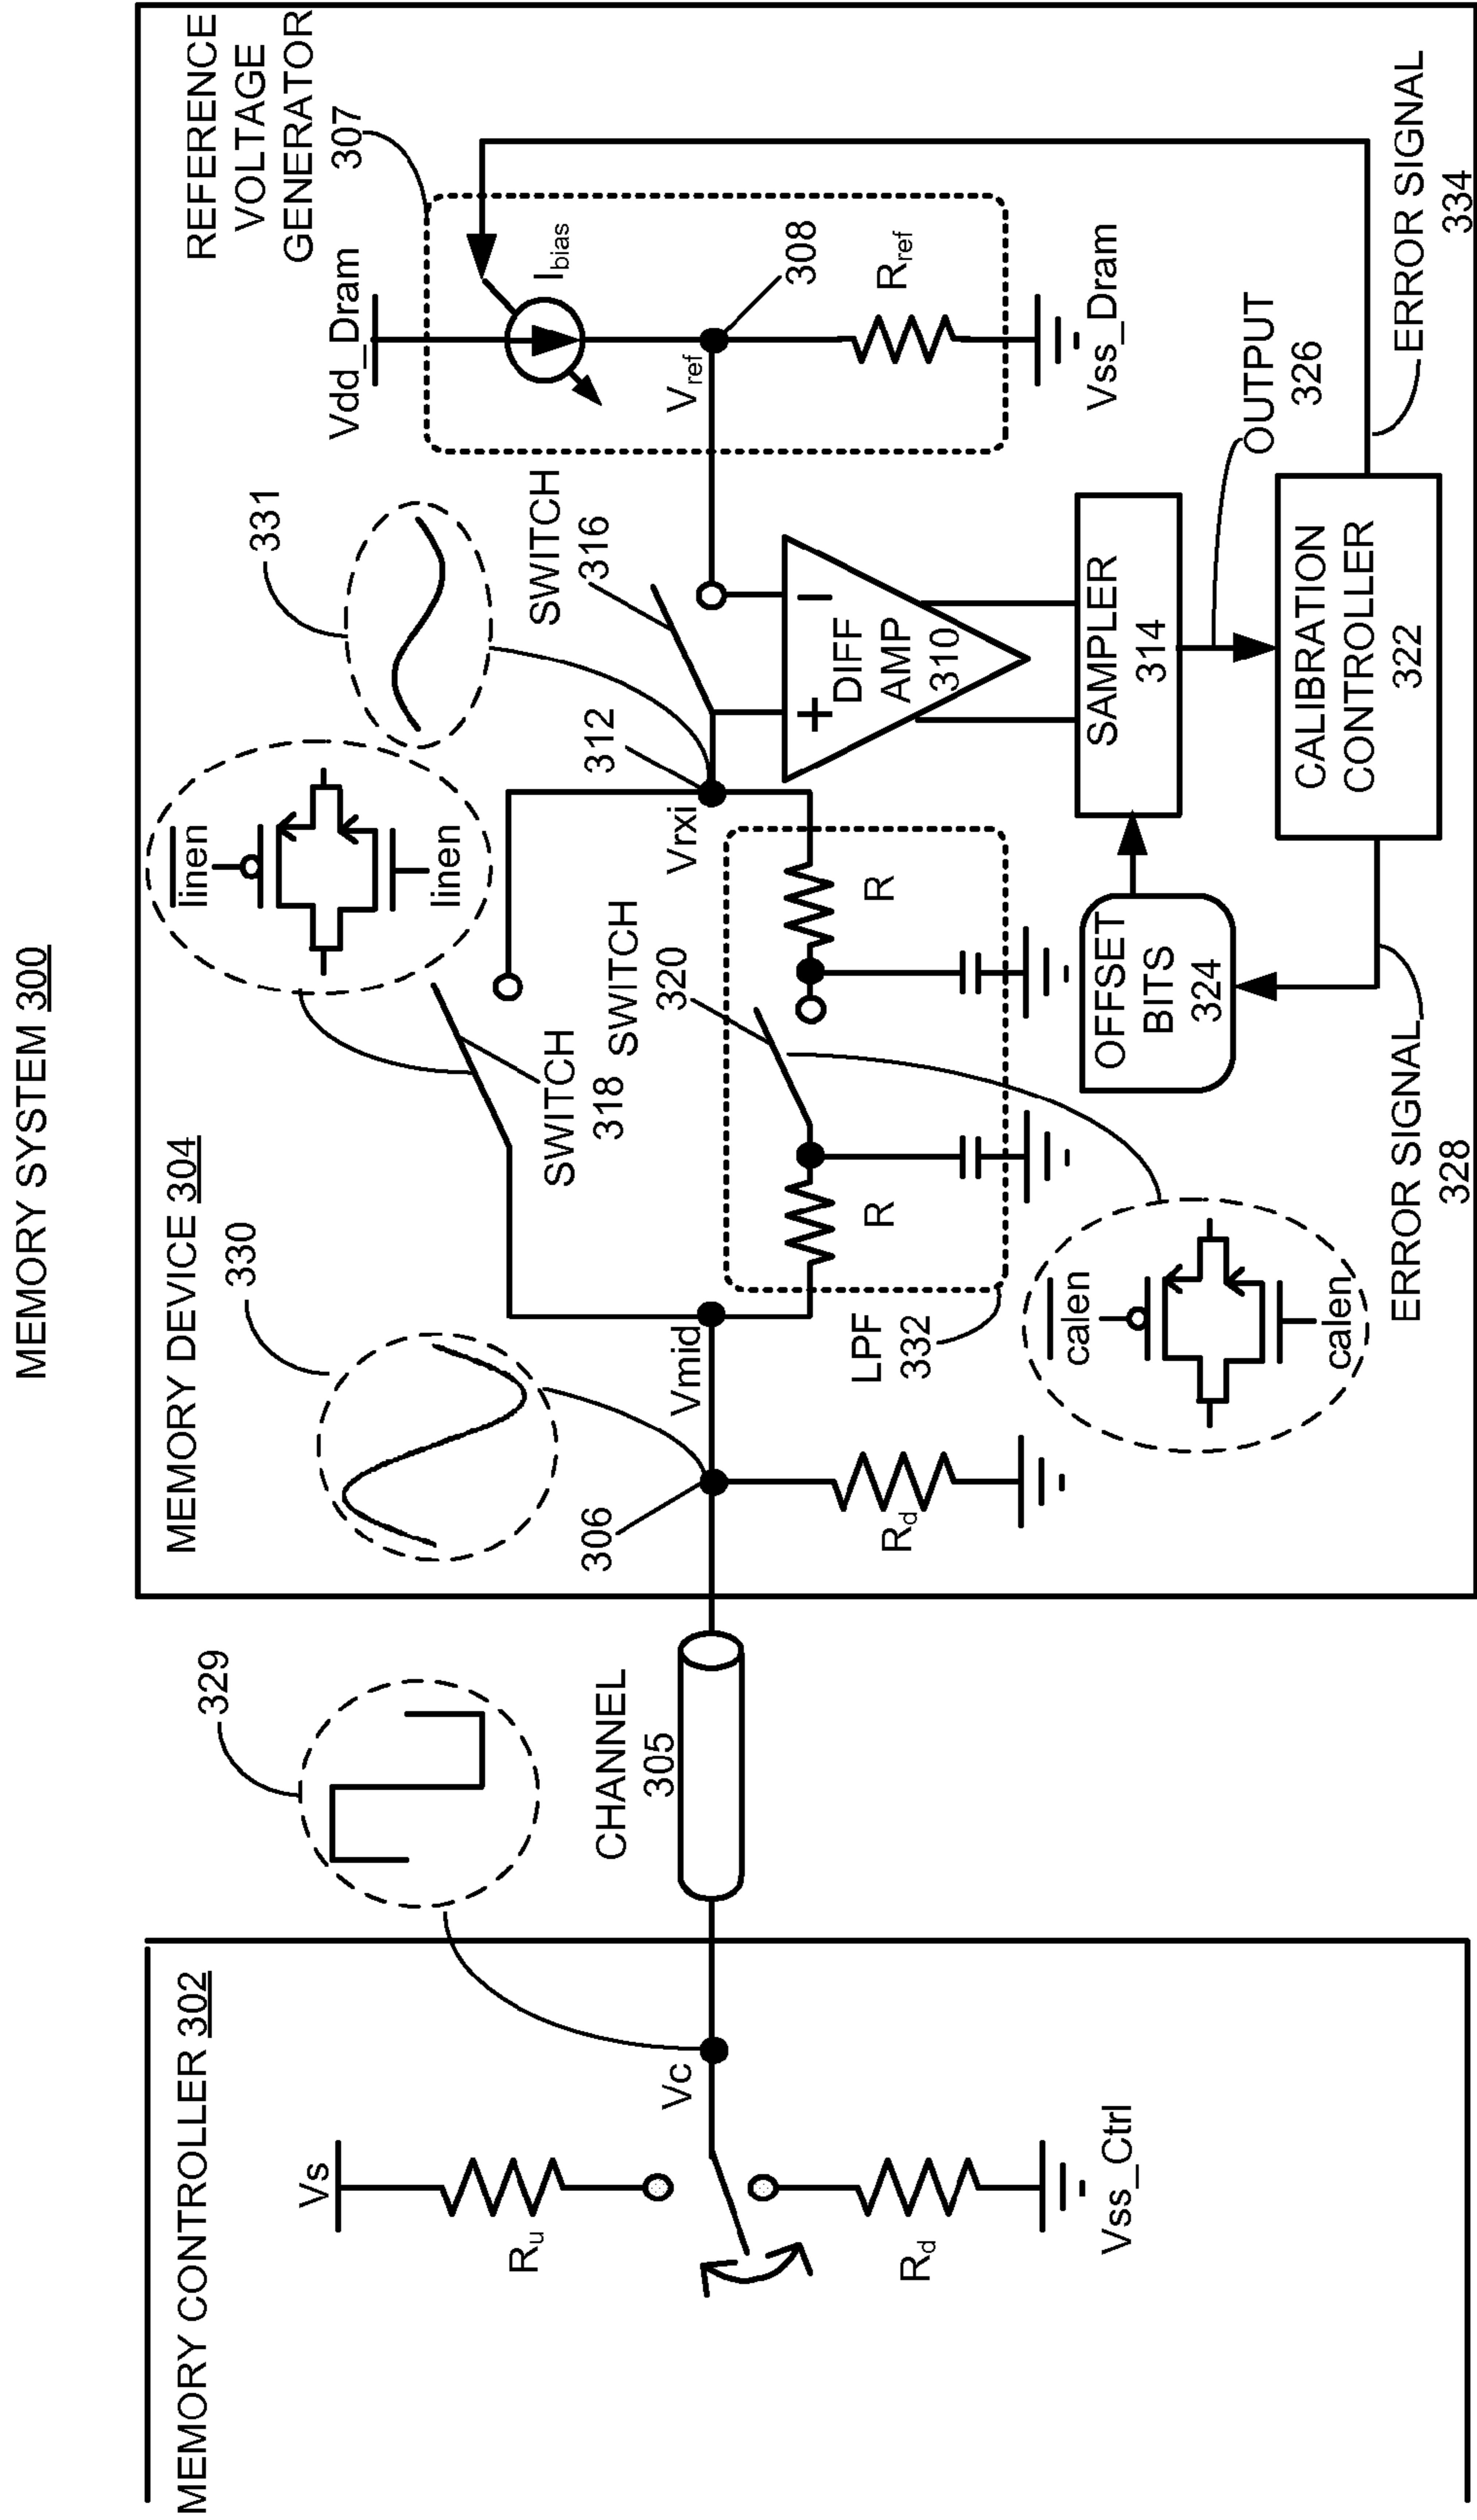 MEMORY SYSTEM 300
MEMORY CONTROLLER 302
Vs
Ru
Vc
Rd
Vss_Ctrl
329
CHANNEL
305
MEMORY DEVICE 304
330
306
Vmid
Rd
LPF
332
R
R
SWITCH
318
SWITCH
320
linen
linen
calen
calen
Vrxi
312
331
SWITCH
316
+
−
DIFF
AMP
310
REFERENCE
VOLTAGE
GENERATOR
307
Vdd_Dram
Ibias
Vref
308
Rref
Vss_Dram
SAMPLER
314
OUTPUT
326
OFFSET
BITS
324
CALIBRATION
CONTROLLER
322
ERROR SIGNAL
328
ERROR SIGNAL
334